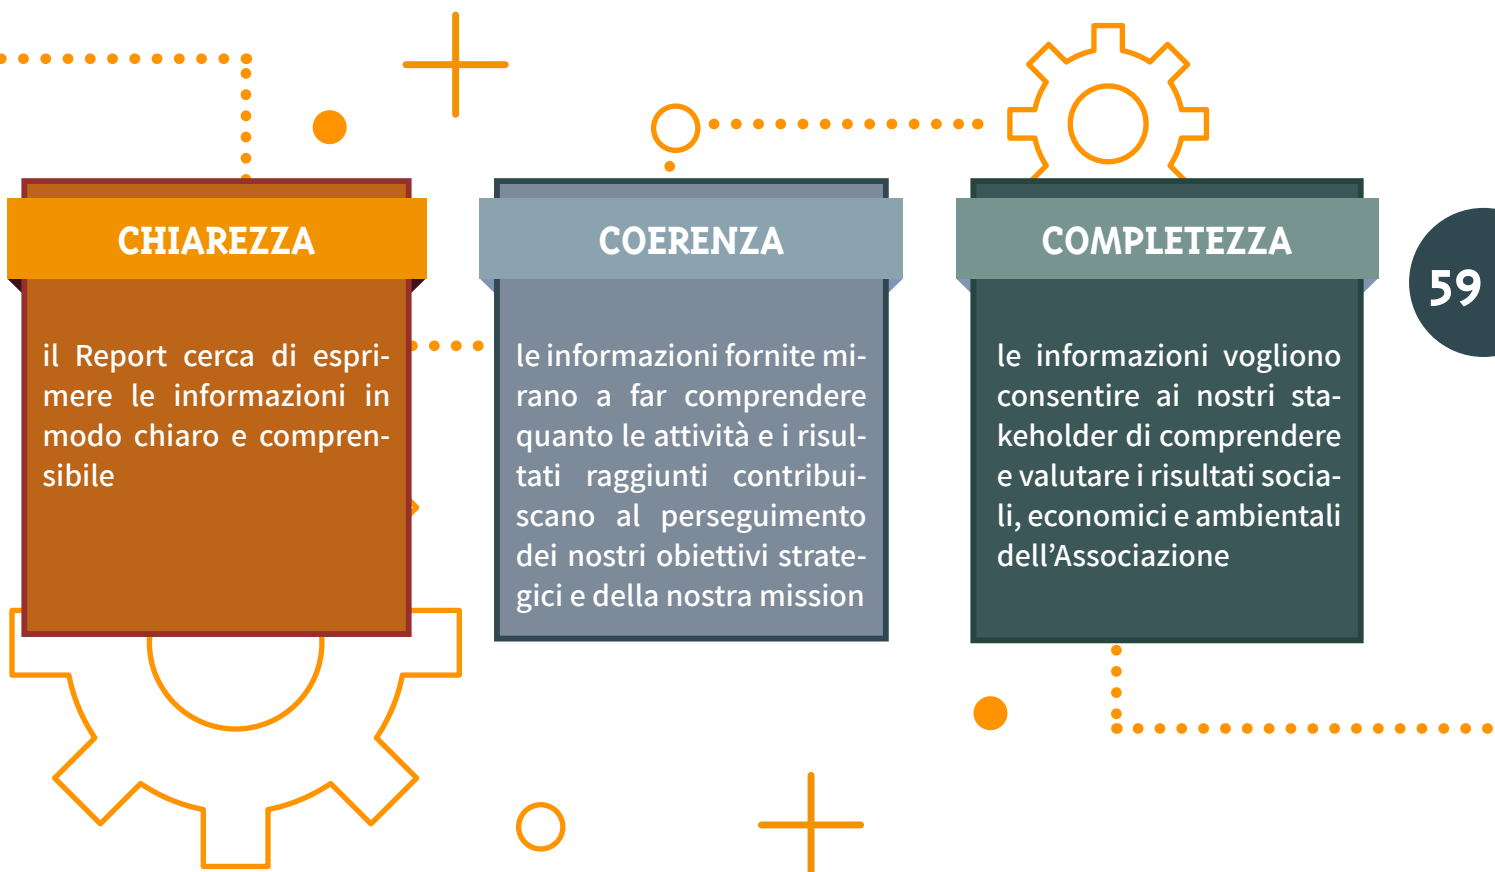 CHIAREZZA
il Report cerca di espri-
mere le informazioni in
modo chiaro e compren-
sibile
COERENZA
le informazioni fornite mi-
rano a far comprendere
quanto le attività e i risul-
tati raggiunti contribui-
scano al perseguimento
dei nostri obiettivi strate-
gici e della nostra mission
COMPLETEZZA
le informazioni vogliono
consentire ai nostri sta-
keholder di comprendere
e valutare i risultati socia-
li, economici e ambientali
dell’Associazione
59